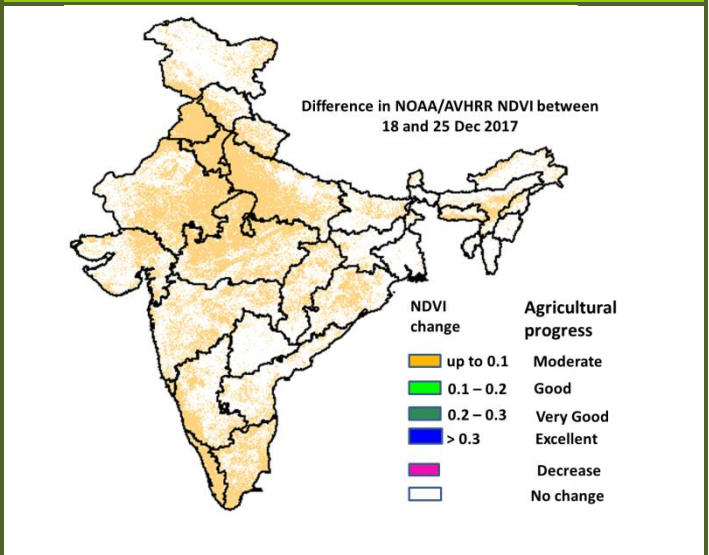 Difference in NOAA/AVHRR NDVI between
18 and 25 Dec 2017
NDVI
change
Agricultural
progress
up to 0.1 Moderate
0.1 – 0.2 Good
0.2 – 0.3 Very Good
> 0.3 Excellent
Decrease
No change